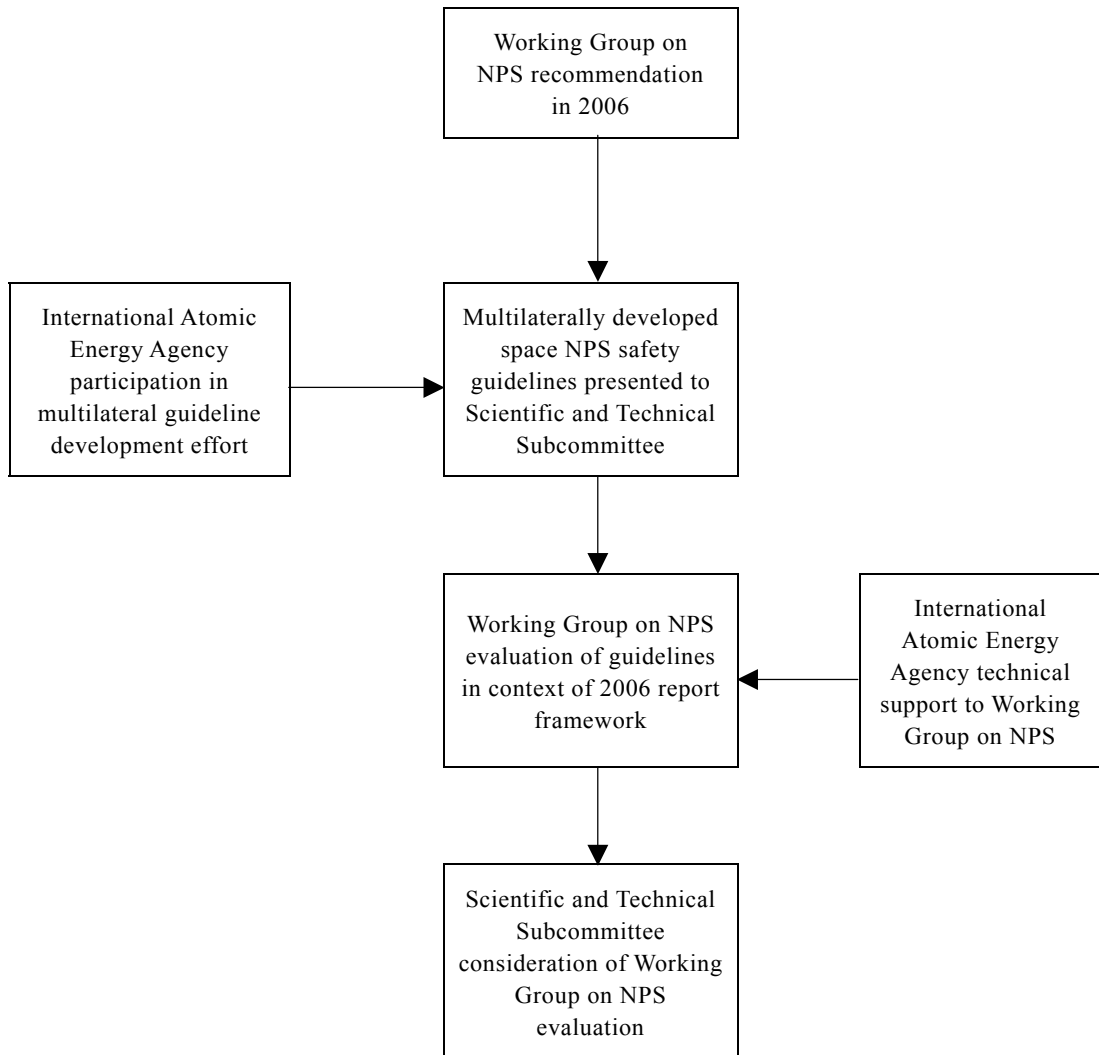 Working Group on
NPS recommendation
in 2006
International Atomic
Energy Agency
participation in
multilateral guideline
development effort
Multilaterally developed
space NPS safety
guidelines presented to
Scientific and Technical
Subcommittee
Working Group on NPS
evaluation of guidelines
in context of 2006 report
framework
International
Atomic Energy
Agency technical
support to Working
Group on NPS
Scientific and Technical
Subcommittee
consideration of Working
Group on NPS
evaluation